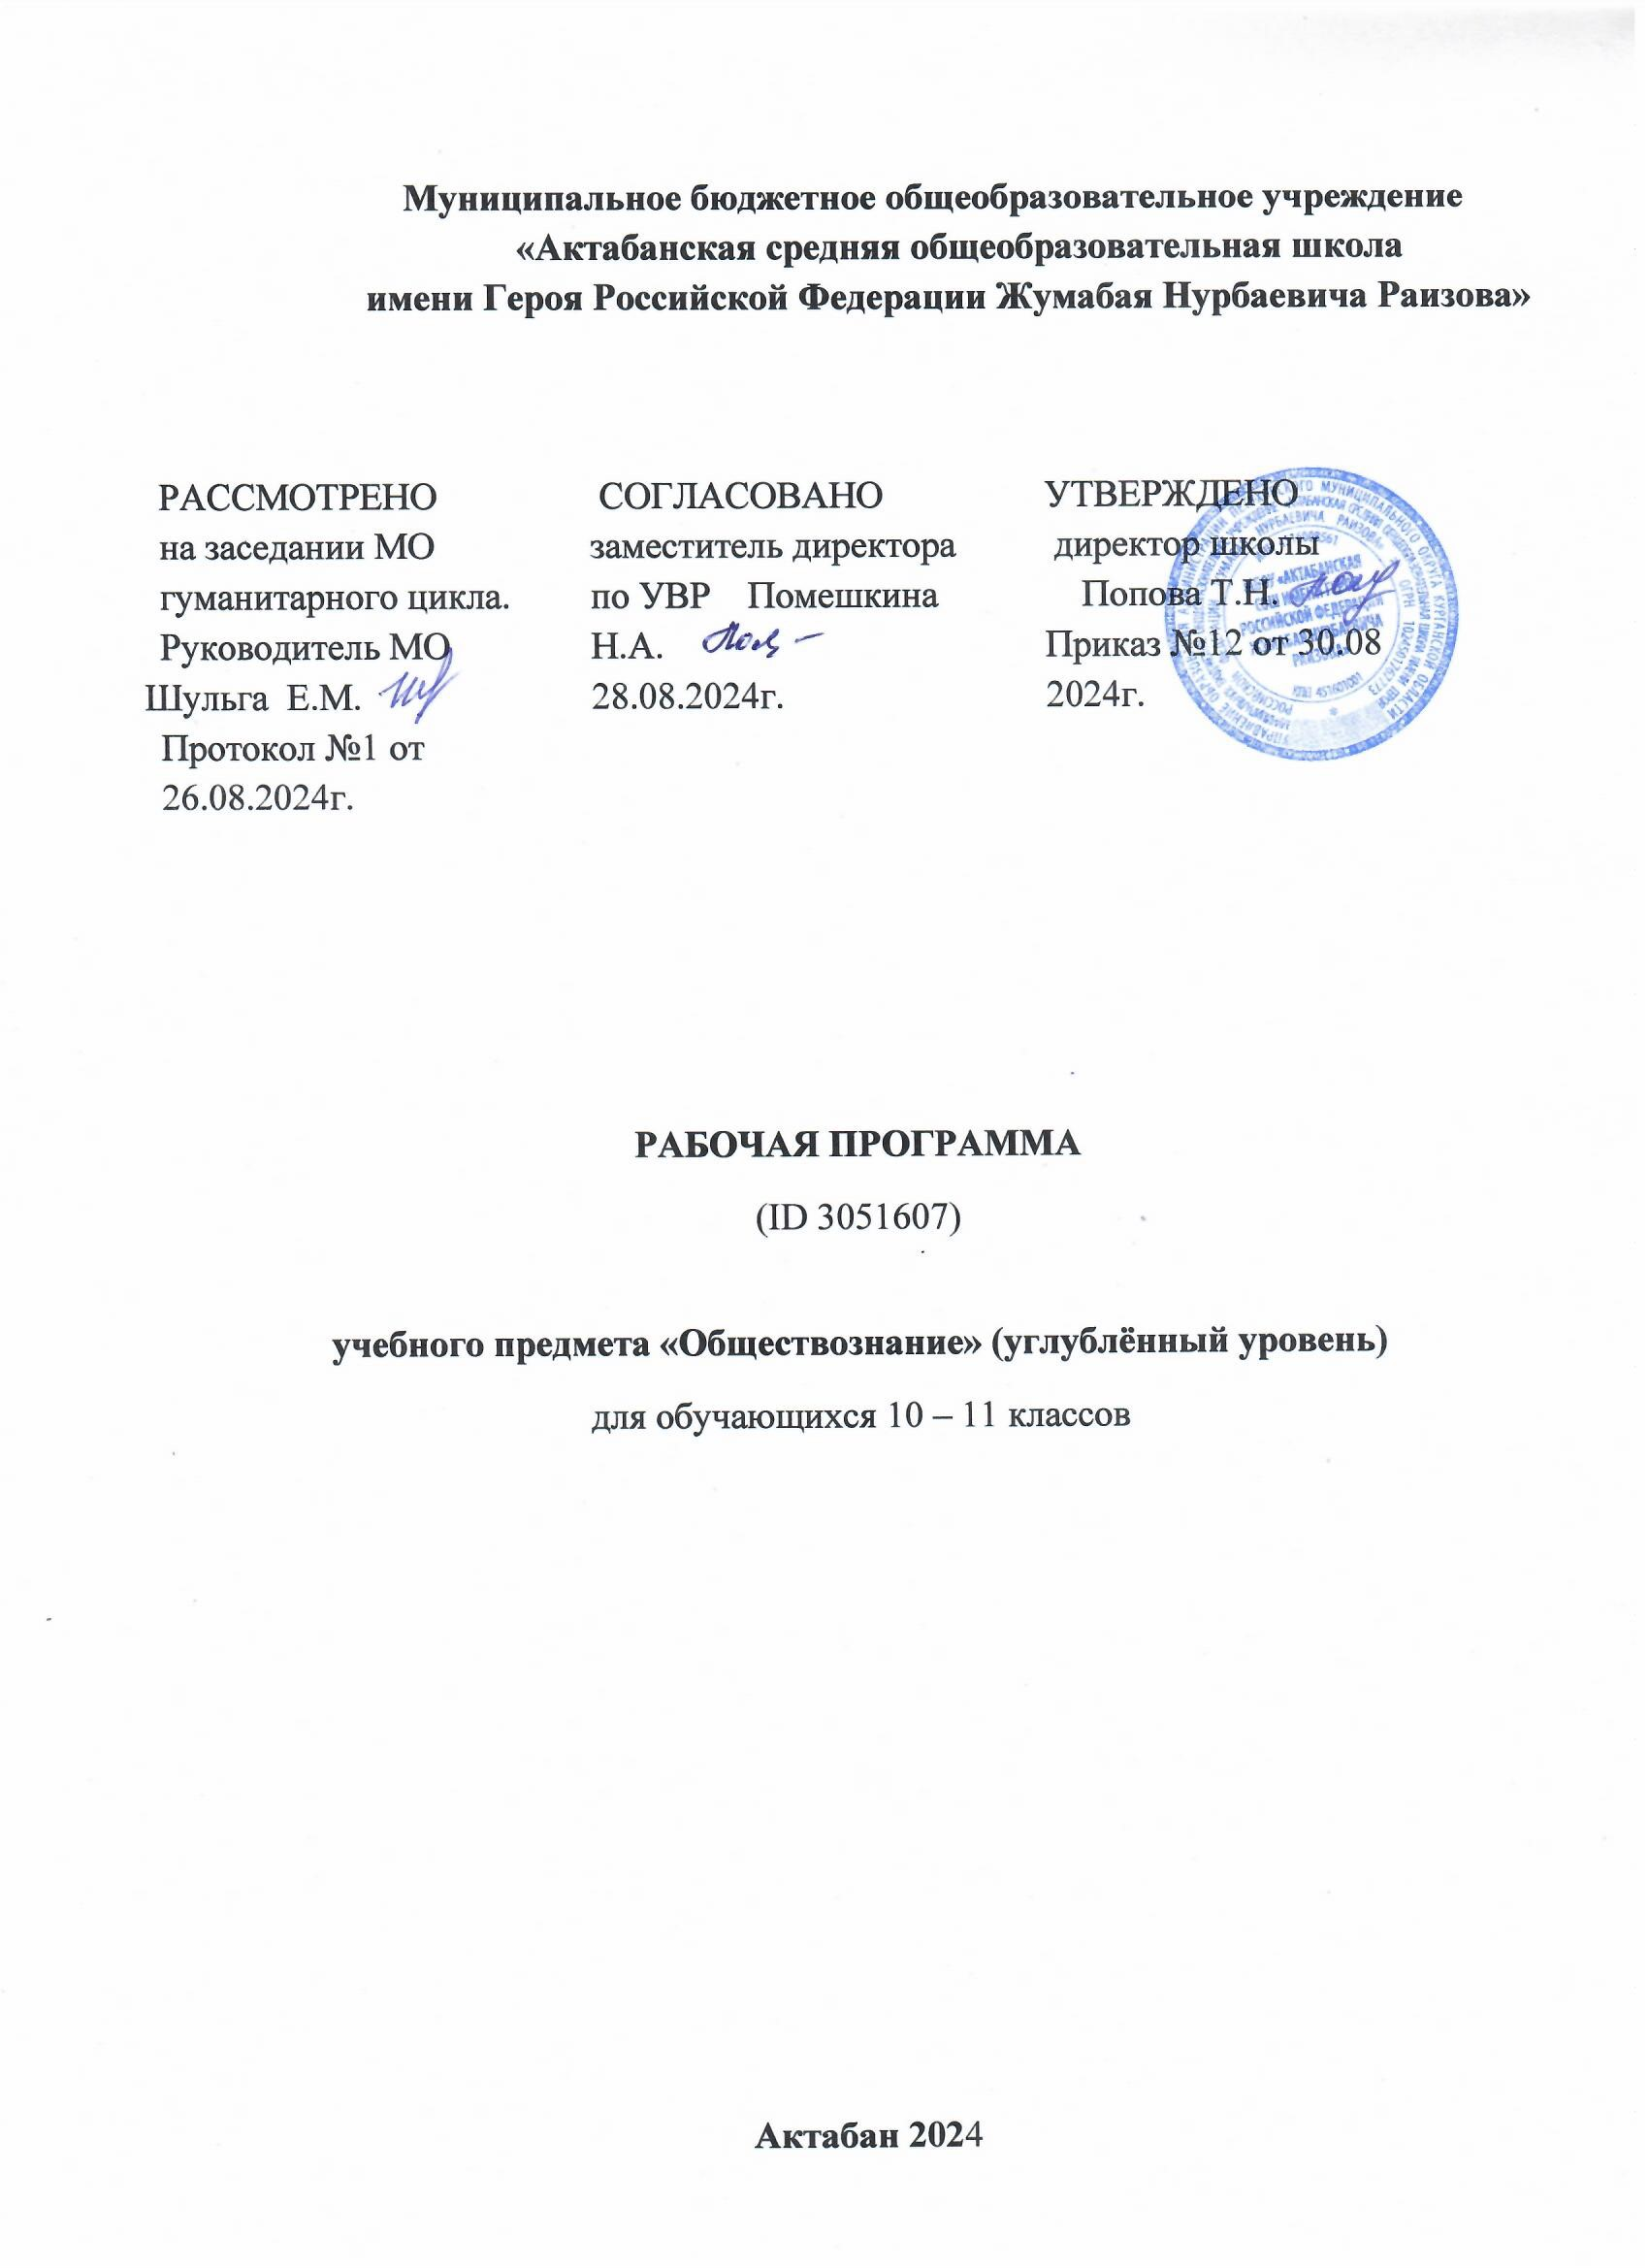 Муниципальное бюджетное общеобразовательное учреждение
«Актабанская средняя общеобразовательная школа
имени Героя Российской Федерации Жумабая Нурбаевича Раизова»
РАССМОТРЕНО
на заседании МО
гуманитарного цикла.
Руководитель МО
Шульга Е.М.
Протокол №1 от
26.08.2024г.
СОГЛАСОВАНО
заместитель директора
по УВР Помешкина
Н.А.
28.08.2024г.
УТВЕРЖДЕНО
директор школы
Попова Т.Н.
Приказ №12 от 30.08
2024г.
РАБОЧАЯ ПРОГРАММА
(ID 3051607)
учебного предмета «Обществознание» (углублённый уровень)
для обучающихся 10 – 11 классов
Актабан 2024